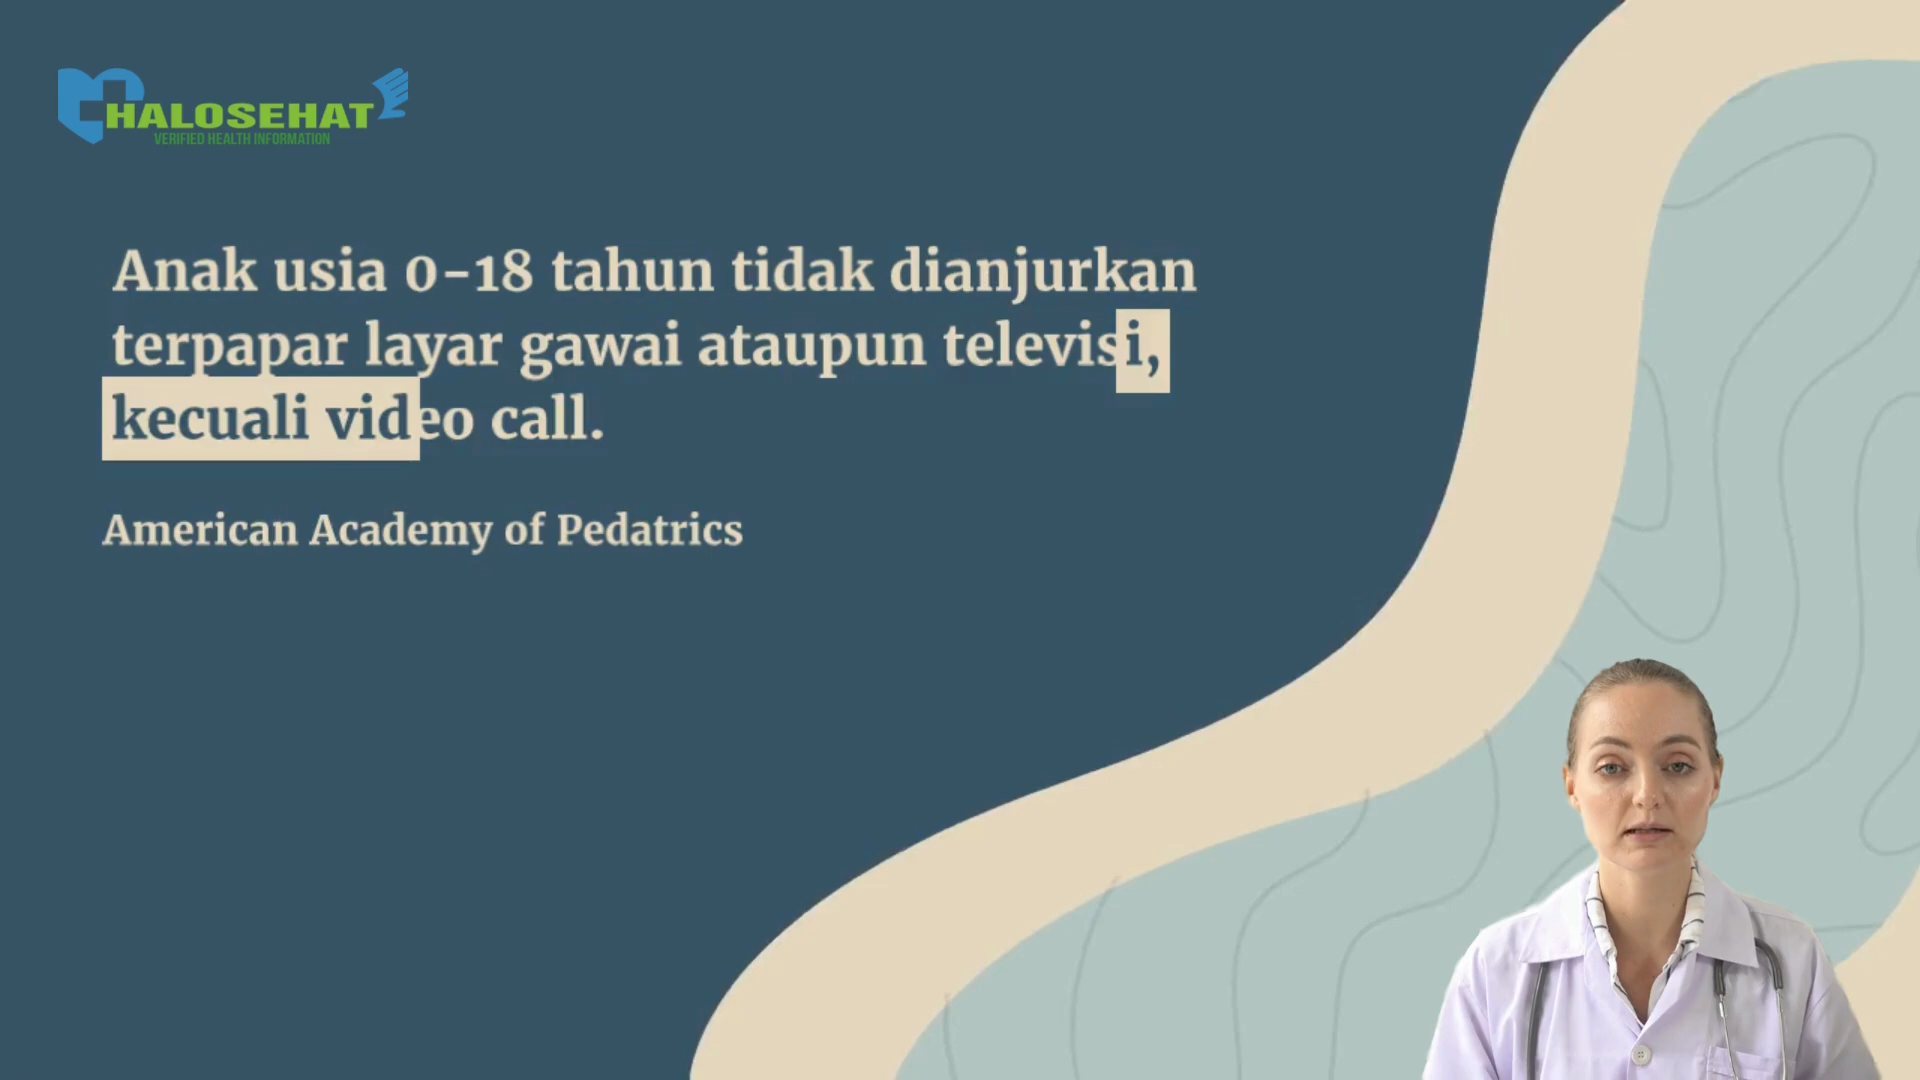 HALOSEHAT
VERIFIED HEALTH INFORMATION
Anak usia 0-18 tahun tidak dianjurkan
terpapar layar gawai ataupun televisi,
kecuali video call.
American Academy of Pedatrics